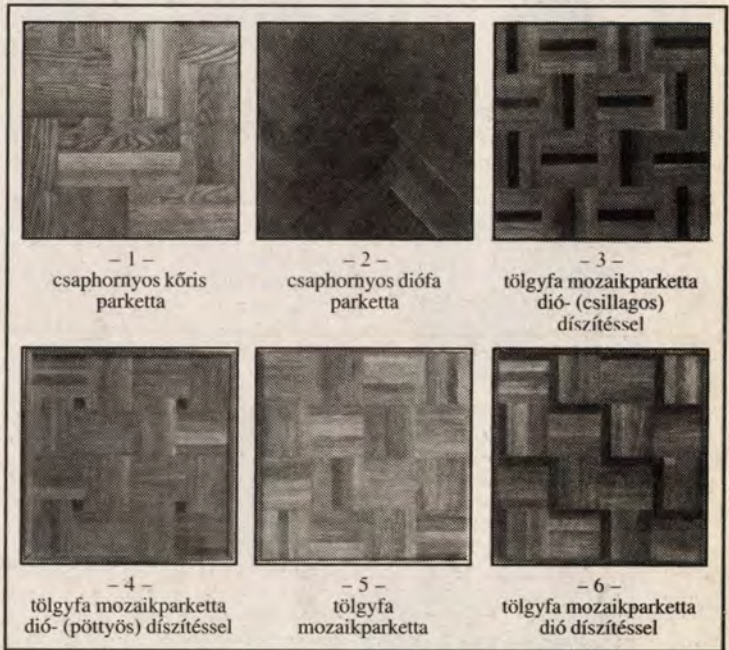 – 1 –
csaphornyos kőris
parketta
– 2 –
csaphornyos diófa
parketta
– 3 –
tölgyfa mozaikparketta
dió- (csillagos)
díszítéssel
– 4 –
tölgyfa mozaikparketta
dió- (pöttyös) díszítéssel
– 5 –
tölgyfa
mozaikparketta
– 6 –
tölgyfa mozaikparketta
dió díszítéssel